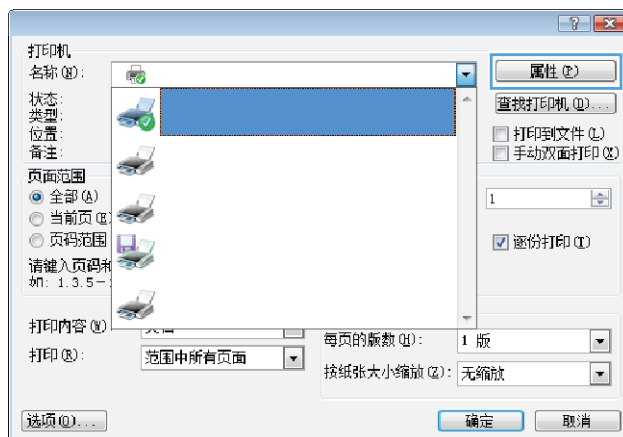 打印机
名称(N):
属性(P)
状态:
类型:
位置:
备注:
查找打印机(D)...
打印到文件(L)
手动双面打印(X)
页面范围
全部(A)
当前页(E)
页码范围
请键入页码和
如: 1.3.5-
1
逐份打印(T)
打印内容(W):
打印(R):
范围中所有页面
每页的版数(H):
1 版
按纸张大小缩放(Z):
无缩放
选项(O)...
确定
取消